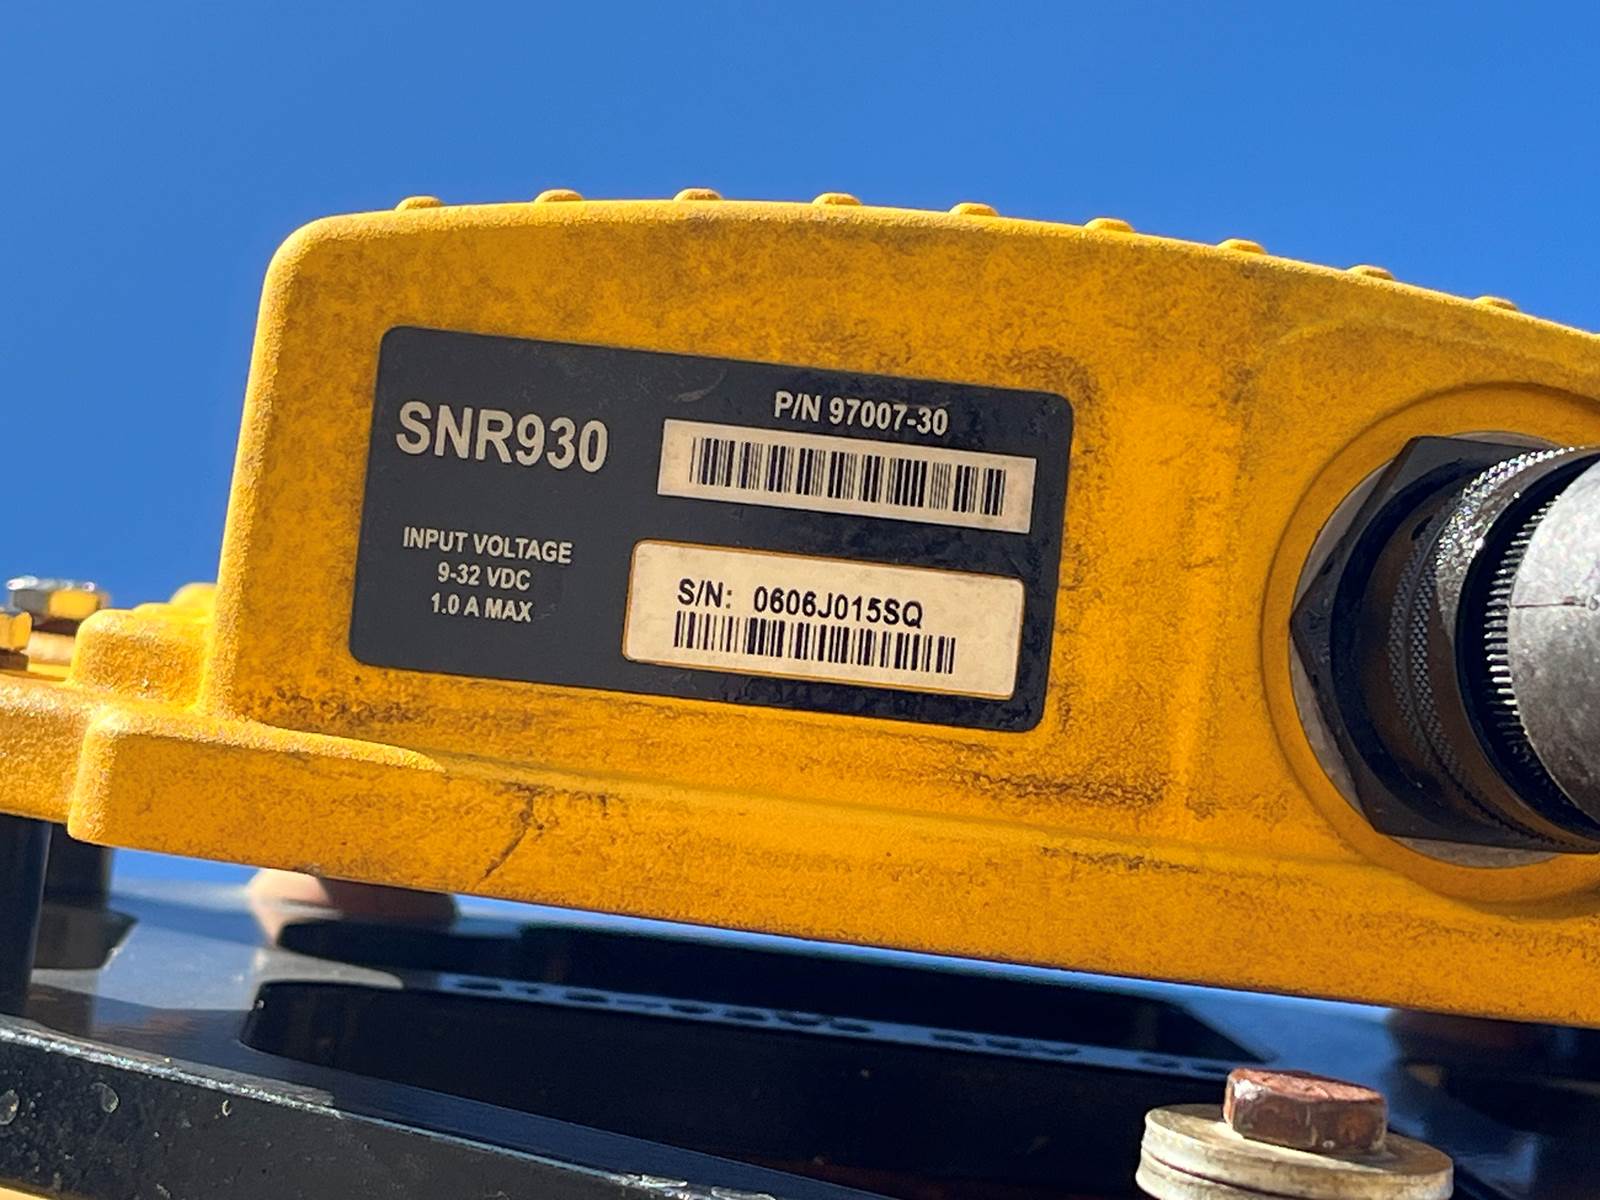 SNR930
P/N 97007-30
INPUT VOLTAGE
9-32 VDC
1.0 A MAX
S/N: 0606J015SQ